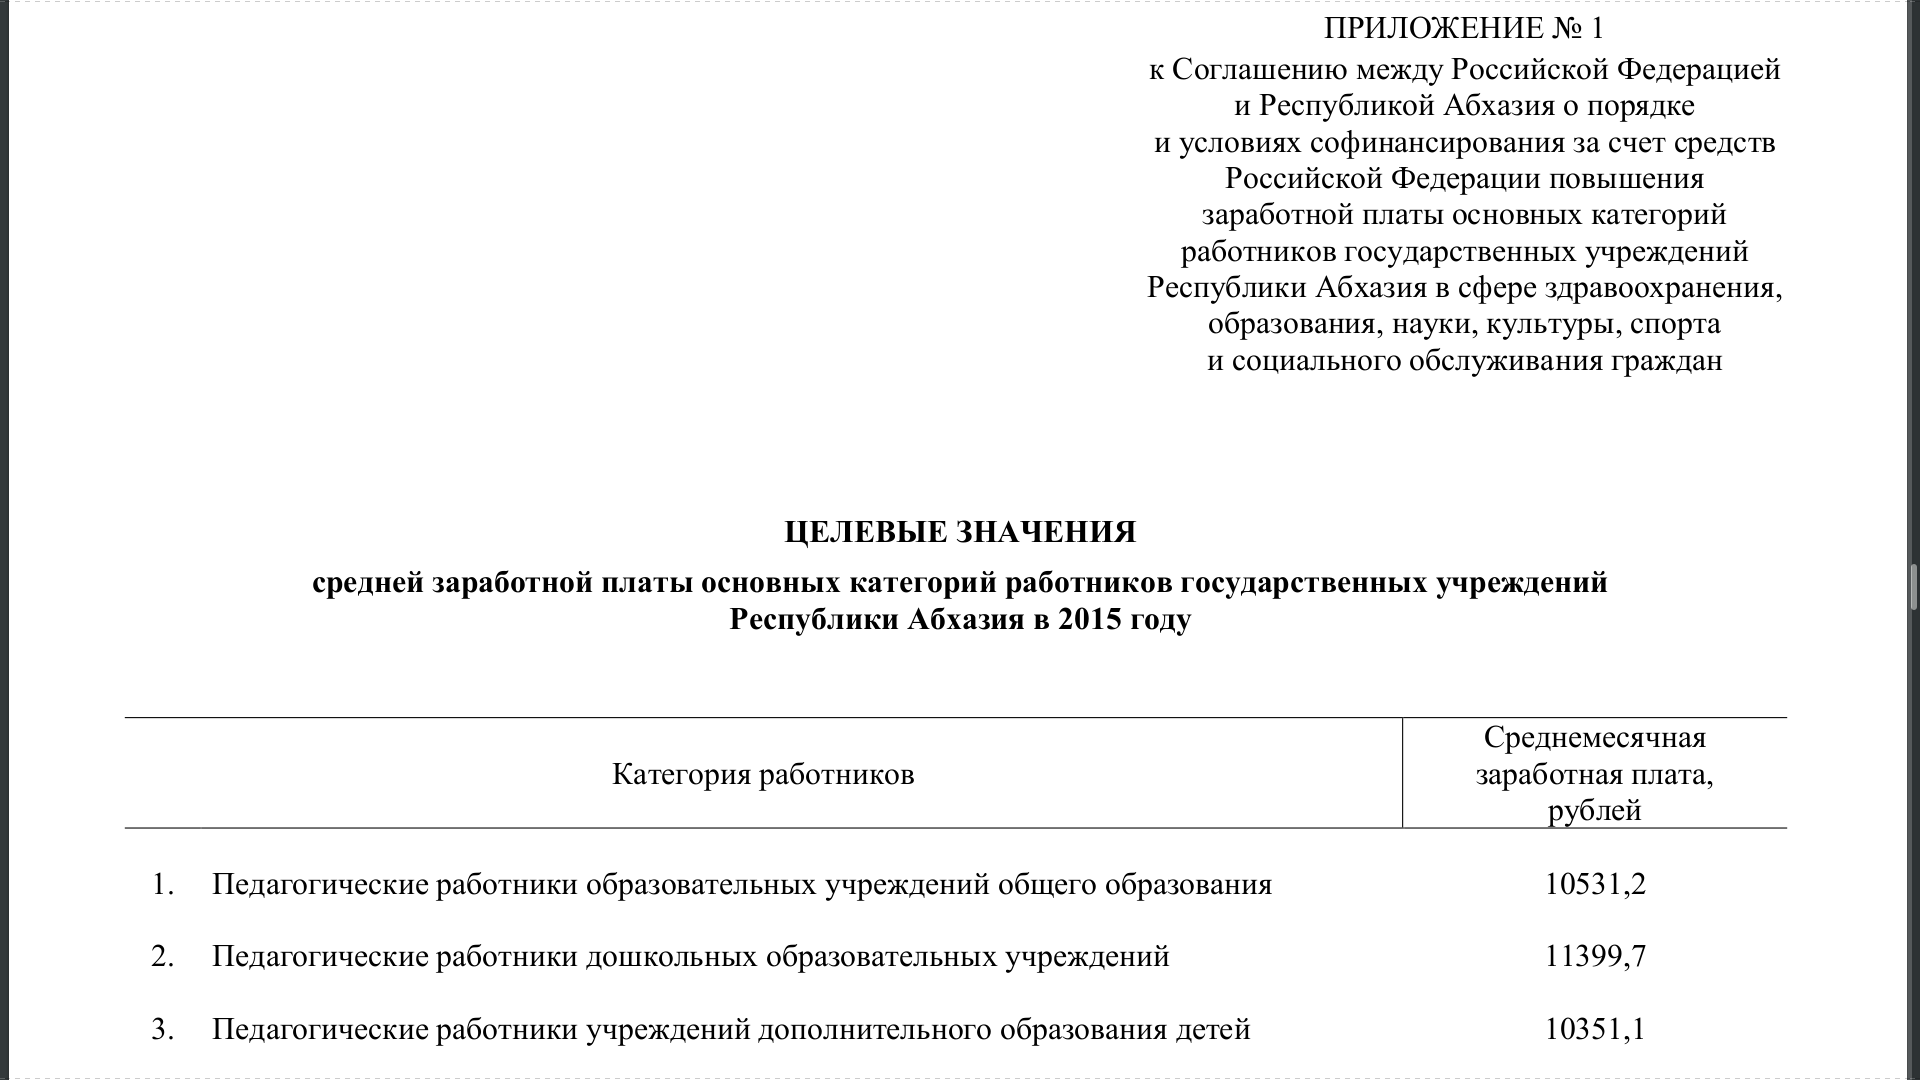 ПРИЛОЖЕНИЕ № 1
к Соглашению между Российской Федерацией
и Республикой Абхазия о порядке
и условиях софинансирования за счет средств
Российской Федерации повышения
заработной платы основных категорий
работников государственных учреждений
Республики Абхазия в сфере здравоохранения,
образования, науки, культуры, спорта
и социального обслуживания граждан
ЦЕЛЕВЫЕ ЗНАЧЕНИЯ
средней заработной платы основных категорий работников государственных учреждений
Республики Абхазия в 2015 году
Категория работников
Среднемесячная
заработная плата,
рублей
1. Педагогические работники образовательных учреждений общего образования 10531,2
2. Педагогические работники дошкольных образовательных учреждений 11399,7
3. Педагогические работники учреждений дополнительного образования детей 10351,1